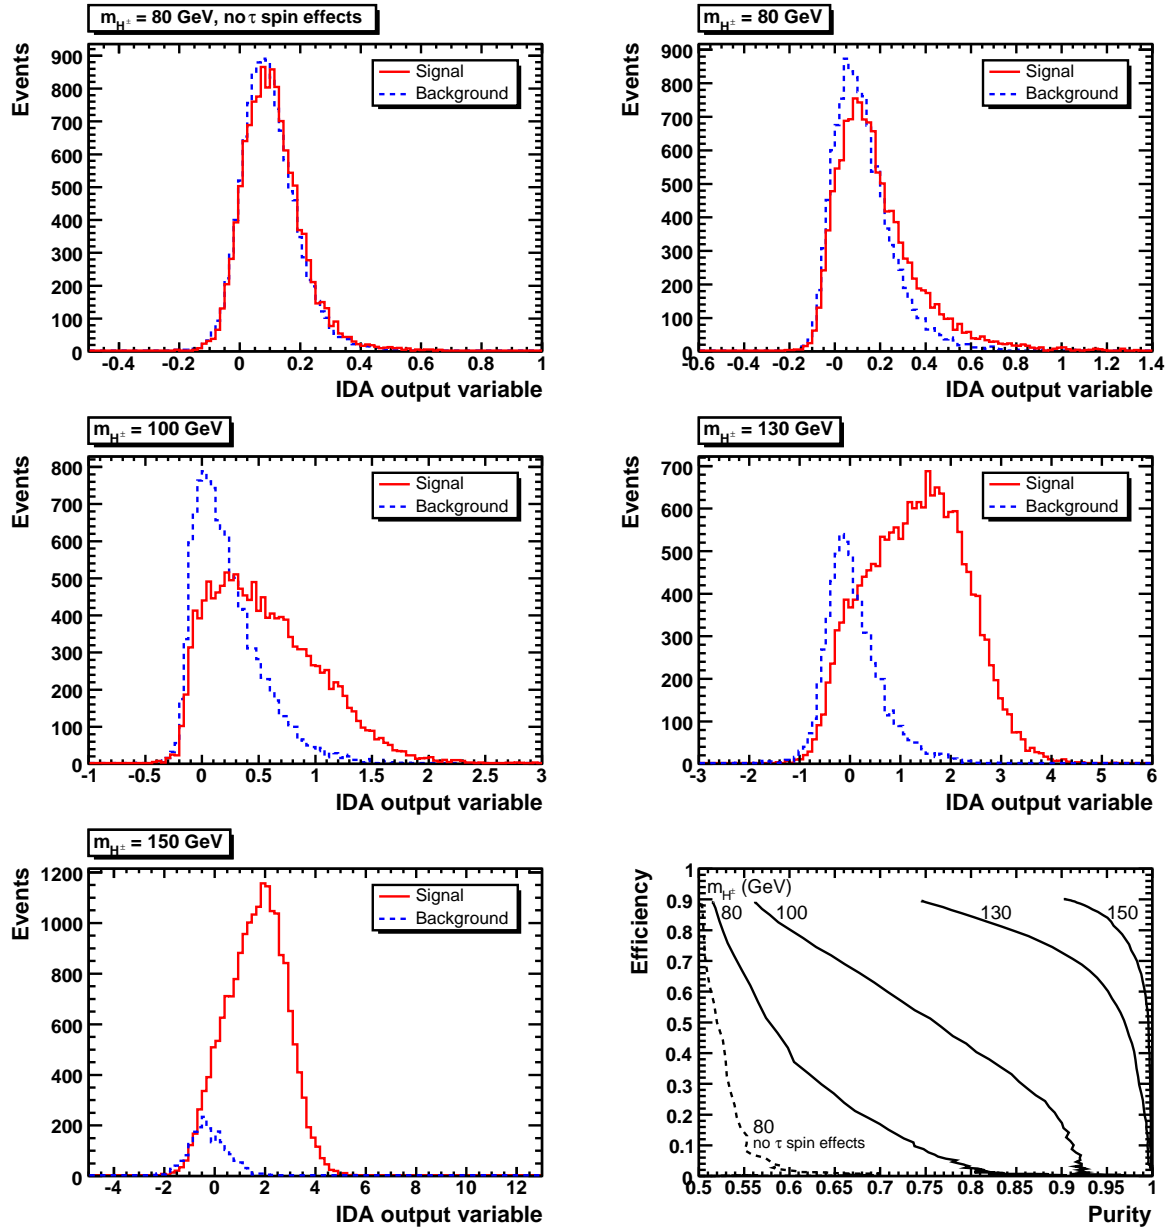 m_H± = 80 GeV, no τ spin effects
Events
900
800
700
600
500
400
300
200
100
0
Signal
Background
-0.4 -0.2 0 0.2 0.4 0.6 0.8 1
IDA output variable
m_H± = 80 GeV
Events
900
800
700
600
500
400
300
200
100
0
Signal
Background
-0.6 -0.4 -0.2 -0 0.2 0.4 0.6 0.8 1 1.2 1.4
IDA output variable
m_H± = 100 GeV
Events
800
700
600
500
400
300
200
100
0
Signal
Background
-1 -0.5 0 0.5 1 1.5 2 2.5 3
IDA output variable
m_H± = 130 GeV
Events
700
600
500
400
300
200
100
0
Signal
Background
-3 -2 -1 0 1 2 3 4 5 6
IDA output variable
m_H± = 150 GeV
Events
1200
1000
800
600
400
200
0
Signal
Background
-4 -2 0 2 4 6 8 10 12
IDA output variable
Efficiency
1
0.9
0.8
0.7
0.6
0.5
0.4
0.3
0.2
0.1
0
m_H± (GeV)
80 100 130 150
80
no τ spin effects
0.5 0.55 0.6 0.65 0.7 0.75 0.8 0.85 0.9 0.95 1
Purity